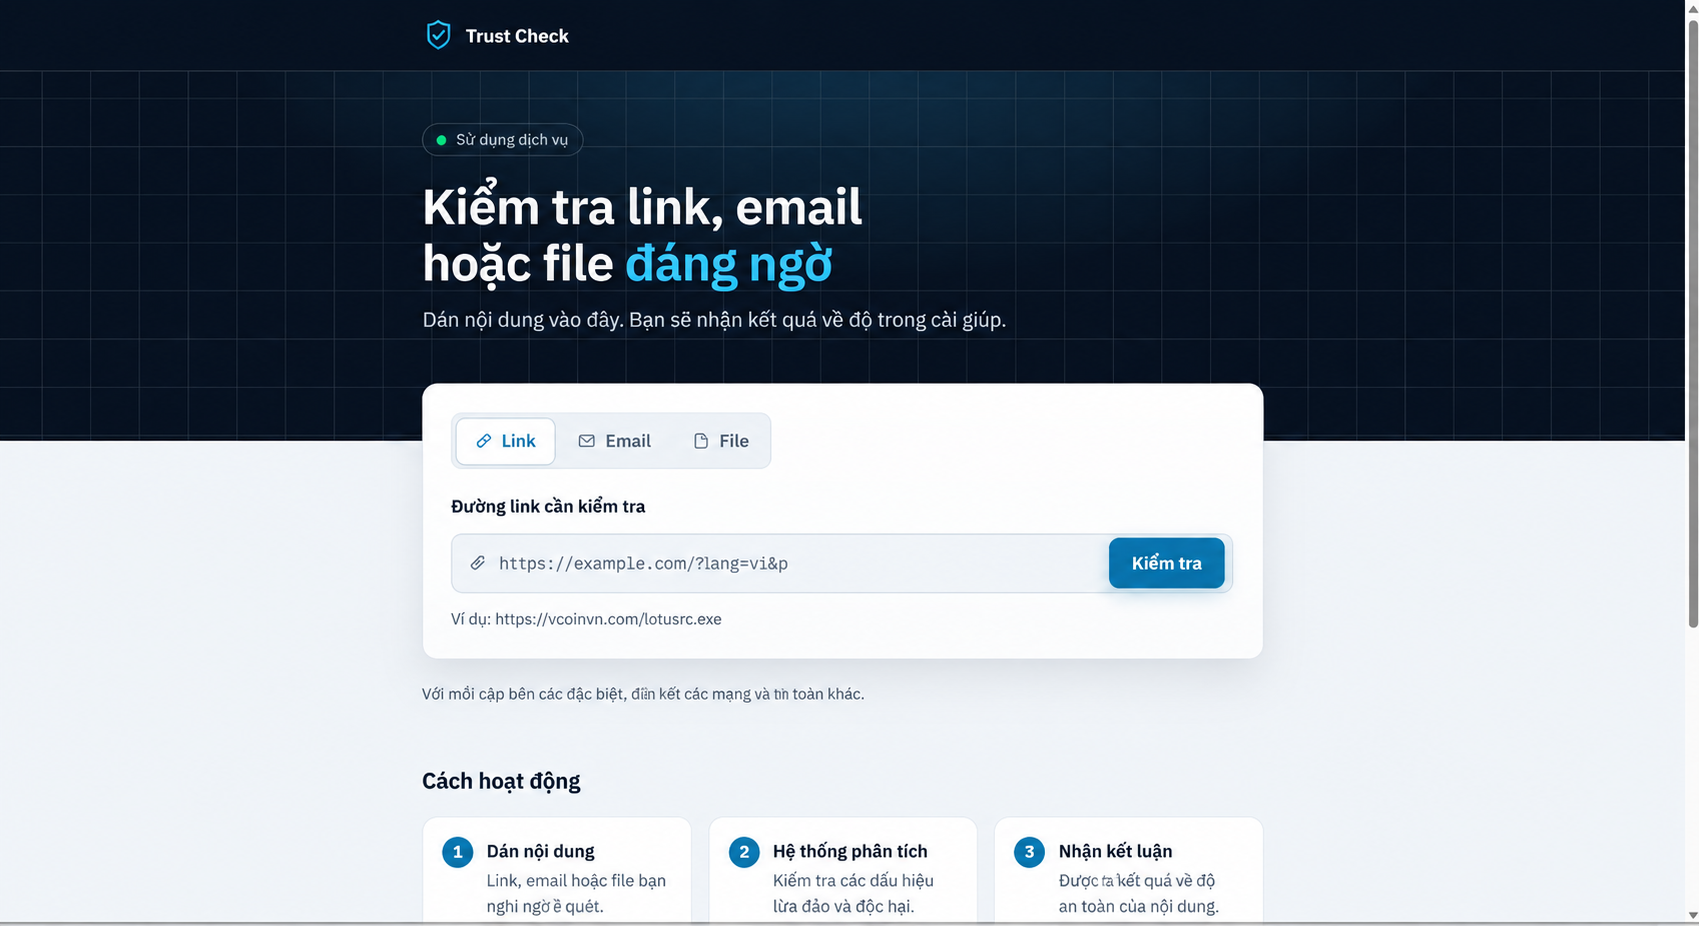 Trust Check
Sử dụng dịch vụ
Kiểm tra link, email
hoặc file đáng ngờ
Dán nội dung vào đây. Bạn sẽ nhận kết quả về độ trong cài giúp.
Link
Email
File
Đường link cần kiểm tra
https://example.com/?lang=vi&p
Kiểm tra
Ví dụ: https://vcoinvn.com/lotusrc.exe
Với mồi cập bên các đặc biệt, kết các mạng và toàn khác.
Cách hoạt động
1
Dán nội dung
Link, email hoặc file bạn
nghi ngờ quét.
2
Hệ thống phân tích
Kiểm tra các dấu hiệu
lừa đảo và độc hại.
3
Nhận kết luận
Được kết quả về độ
an toàn của nội dung.